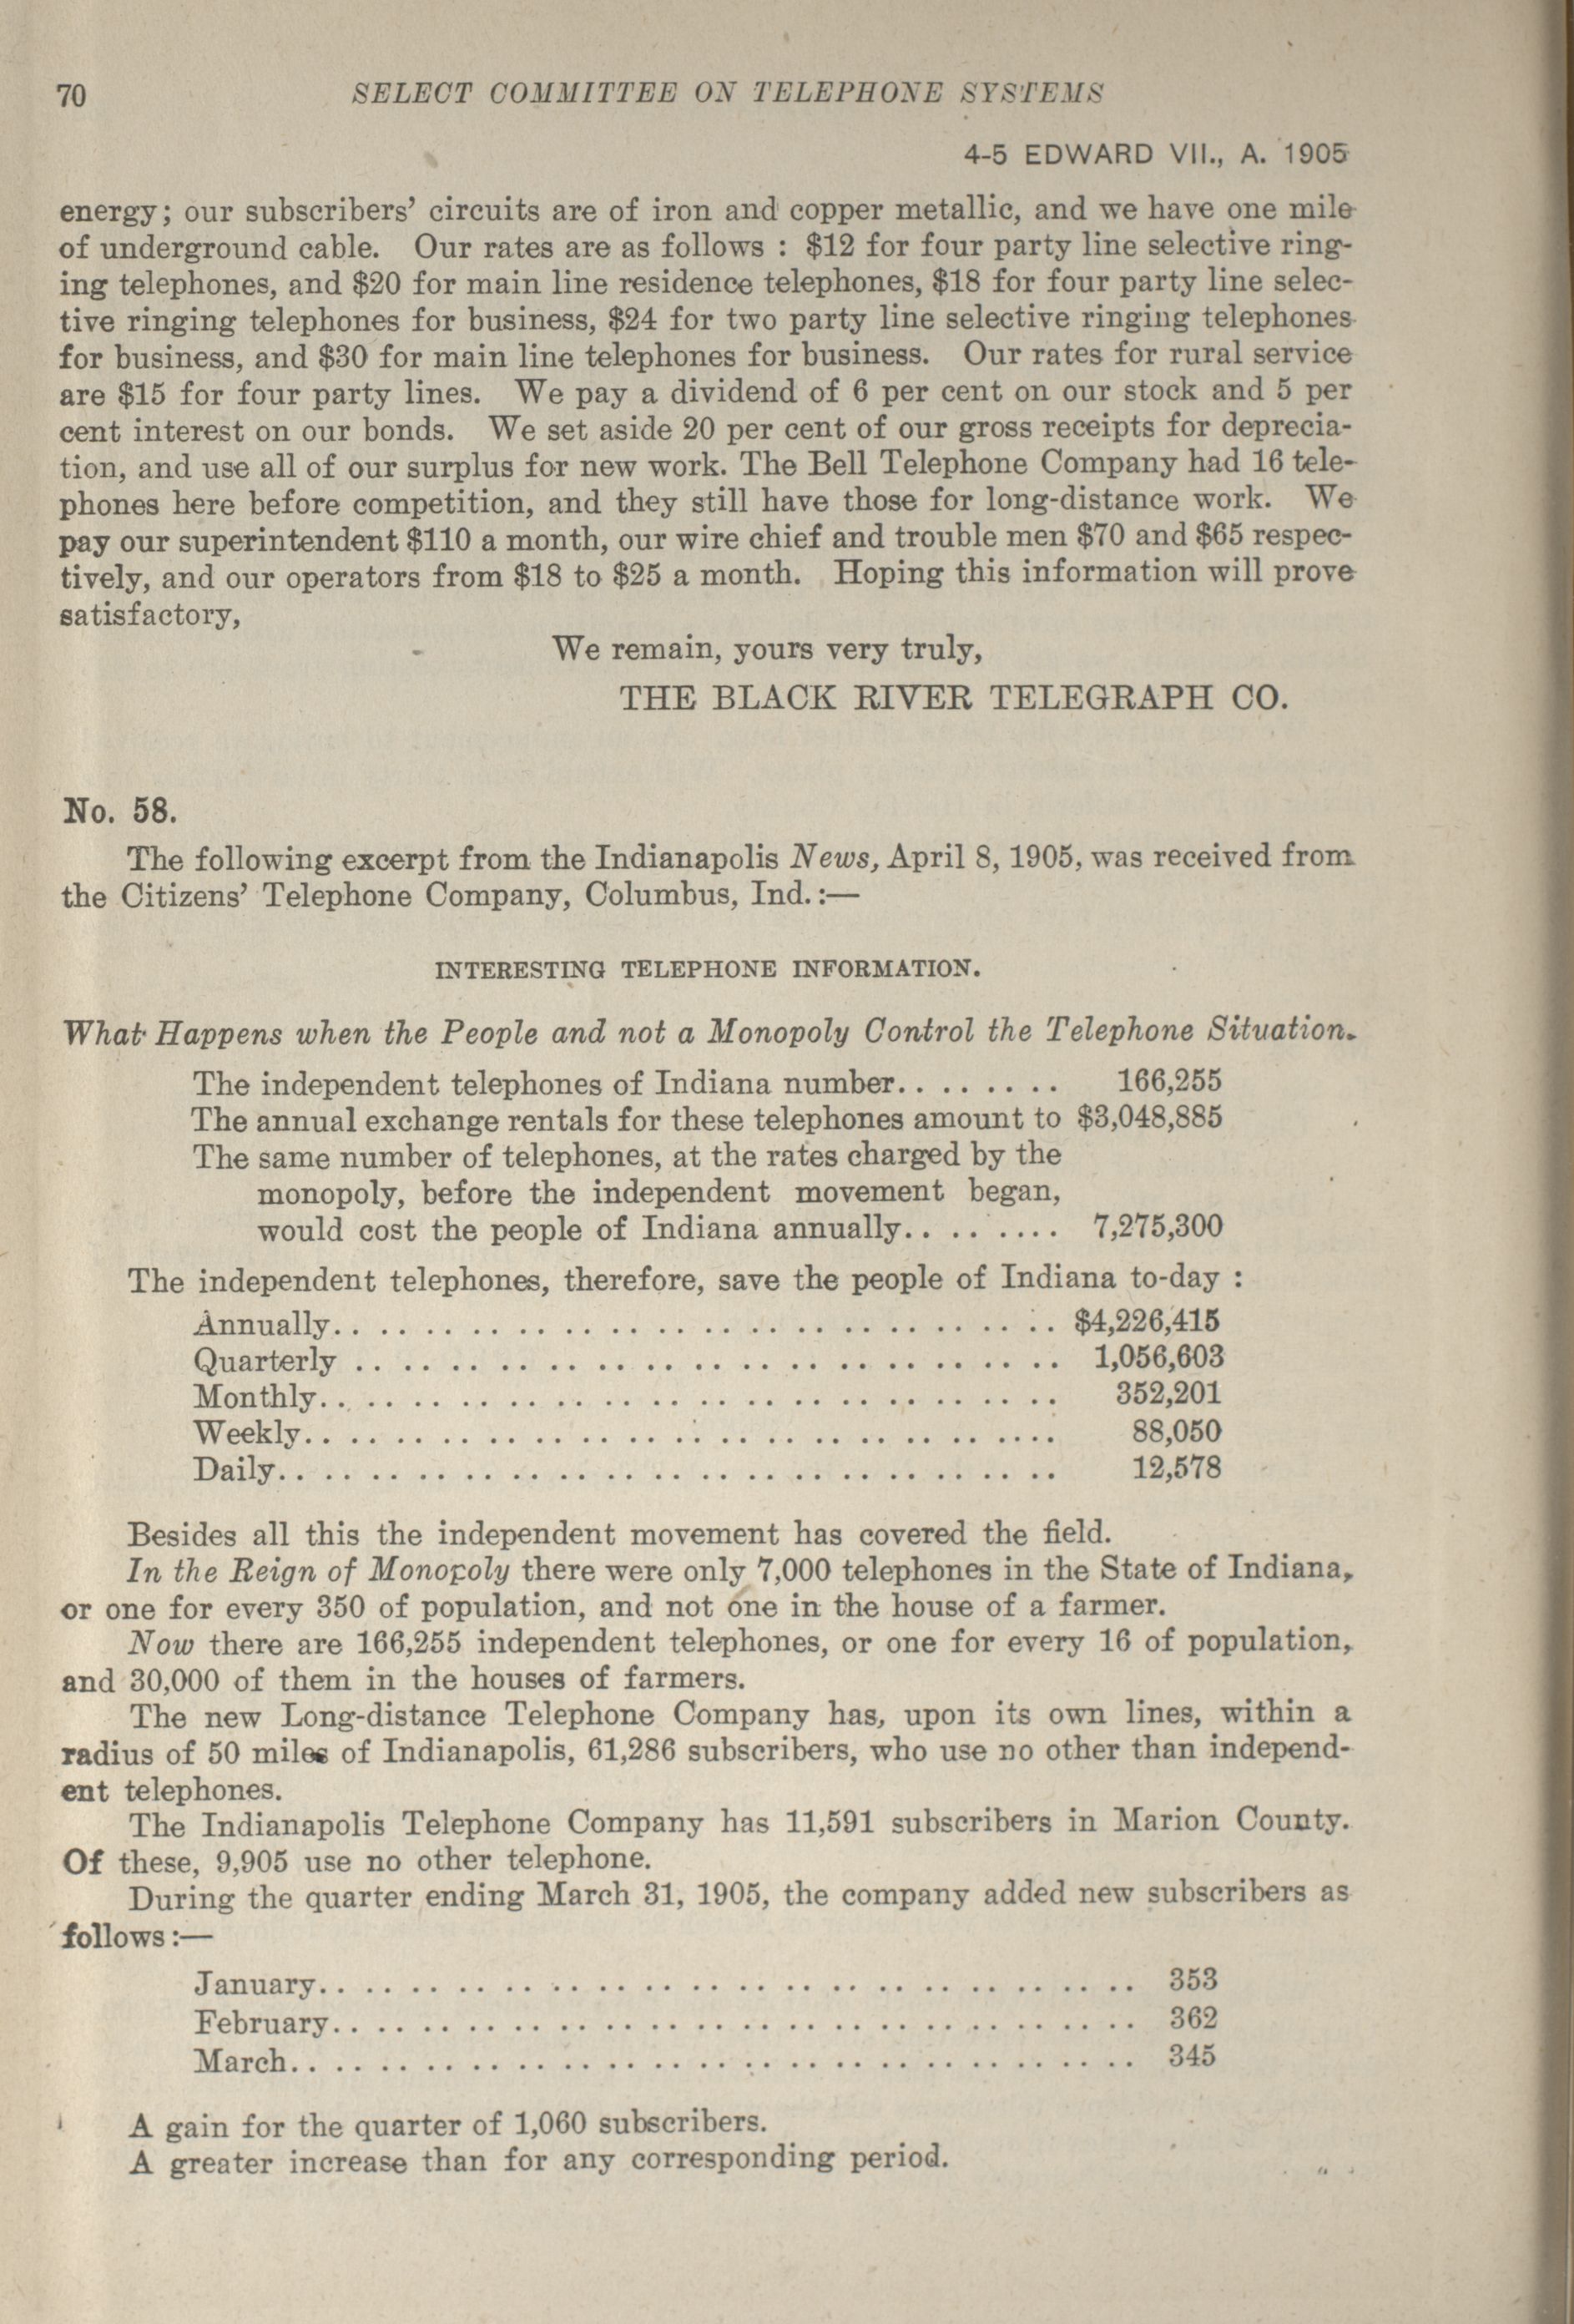 70 SELECT COMMITTEE ON TELEPHONE SYSTEMS
4-5 EDWARD VII., A. 1905
energy; our subscribers' circuits are of iron and copper metallic, and we have one mile
of underground cable. Our rates are as follows : $12 for four party line selective ring-
ing telephones, and $20 for main line residence telephones, $18 for four party line selec-
tive ringing telephones for business, $24 for two party line selective ringing telephones
for business, and $30 for main line telephones for business. Our rates for rural service
are $15 for four party lines. We pay a dividend of 6 per cent on our stock and 5 per
cent interest on our bonds. We set aside 20 per cent of our gross receipts for deprecia-
tion, and use all of our surplus for new work. The Bell Telephone Company had 16 tele-
phones here before competition, and they still have those for long-distance work. We
pay our superintendent $110 a month, our wire chief and trouble men $70 and $65 respec-
tively, and our operators from $18 to $25 a month. Hoping this information will prove
satisfactory,
We remain, yours very truly,
THE BLACK RIVER TELEGRAPH CO.
No. 58.
The following excerpt from the Indianapolis News, April 8, 1905, was received from
the Citizens' Telephone Company, Columbus, Ind. :—
INTERESTING TELEPHONE INFORMATION.
What Happens when the People and not a Monopoly Control the Telephone Situation.
The independent telephones of Indiana number. . . . . . . . 166,255
The annual exchange rentals for these telephones amount to $3,048,885
The same number of telephones, at the rates charged by the
monopoly, before the independent movement began,
would cost the people of Indiana annually. . . . . . . . 7,275,300
The independent telephones, therefore, save the people of Indiana to-day :
Annually. . . . . . . . . . . . . . . . . . . . . . . . . . . . . . . . $4,226,415
Quarterly . . . . . . . . . . . . . . . . . . . . . . . . . . . . . . . 1,056,603
Monthly. . . . . . . . . . . . . . . . . . . . . . . . . . . . . . . . 352,201
Weekly. . . . . . . . . . . . . . . . . . . . . . . . . . . . . . . . . 88,050
Daily. . . . . . . . . . . . . . . . . . . . . . . . . . . . . . . . . . 12,578
Besides all this the independent movement has covered the field.
In the Reign of Monopoly there were only 7,000 telephones in the State of Indiana,
or one for every 350 of population, and not one in the house of a farmer.
Now there are 166,255 independent telephones, or one for every 16 of population,
and 30,000 of them in the houses of farmers.
The new Long-distance Telephone Company has, upon its own lines, within a
radius of 50 miles of Indianapolis, 61,286 subscribers, who use no other than independ-
ent telephones.
The Indianapolis Telephone Company has 11,591 subscribers in Marion County.
Of these, 9,905 use no other telephone.
During the quarter ending March 31, 1905, the company added new subscribers as
follows :—
January. . . . . . . . . . . . . . . . . . . . . . . . . . . . . . . . . . . 353
February. . . . . . . . . . . . . . . . . . . . . . . . . . . . . . . . . . 362
March. . . . . . . . . . . . . . . . . . . . . . . . . . . . . . . . . . . . 345
A gain for the quarter of 1,060 subscribers.
A greater increase than for any corresponding period.